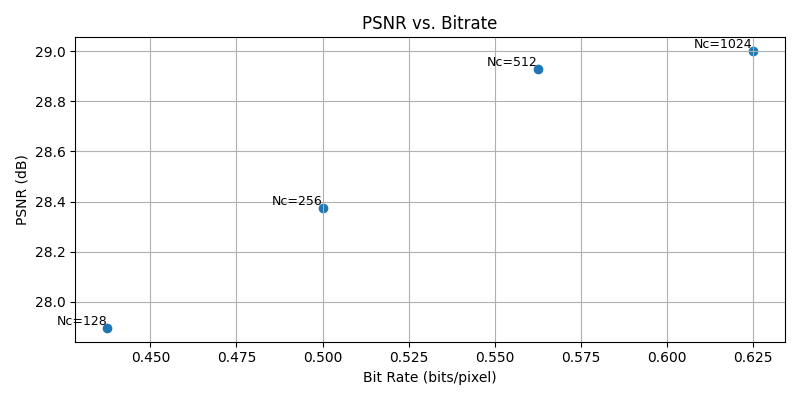 PSNR vs. Bitrate
29.0
28.8
28.6
28.4
28.2
28.0
PSNR (dB)
Nc=1024
Nc=512
Nc=256
Nc=128
0.450 0.475 0.500 0.525 0.550 0.575 0.600 0.625
Bit Rate (bits/pixel)